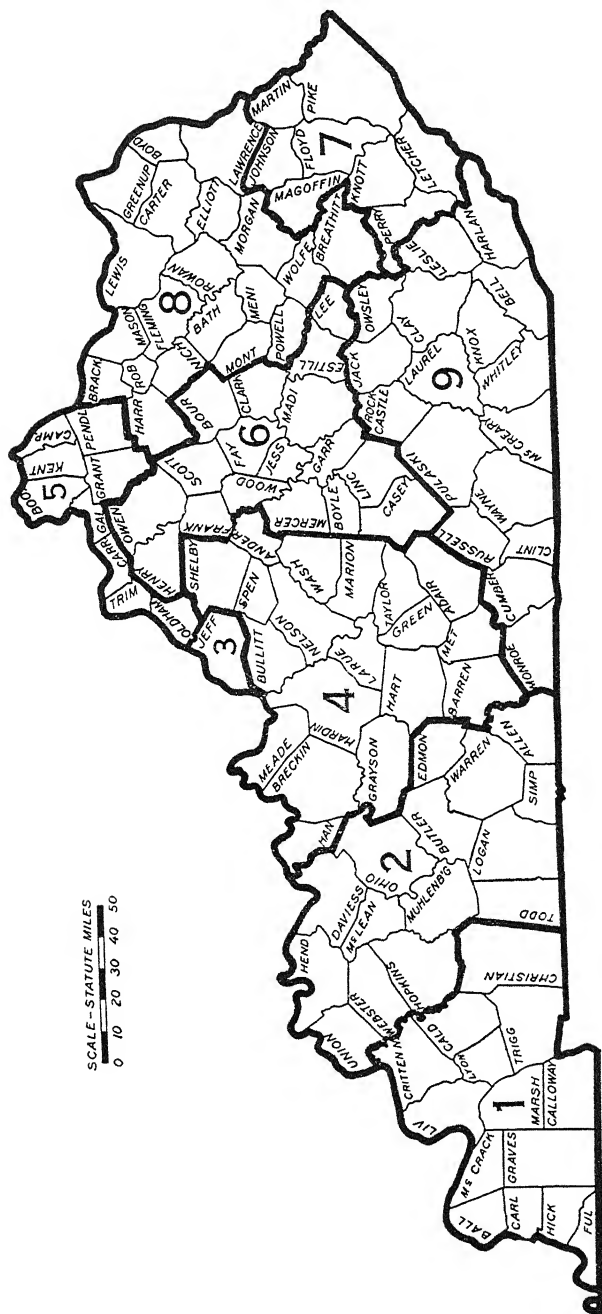 SCALE-STATUTE MILES
0 10 20 30 40 50
1
BALL
CARL
HICK
FUL
McCRACK
GRAVES
MARSH
CALLOWAY
LIV
CRITTEN
LYON
CALD
TRIGG
CHRISTIAN
2
UNION
WEBSTER
HOPKINS
HEND
DAVIESS
McLEAN
OHIO
MUHLENB'G
BUTLER
LOGAN
TODD
HAN
EDMON
WARREN
SIMP
ALLEN
3
JEFF
4
MEADE
BRECKIN
HARDIN
GRAYSON
BULLITT
NELSON
LARUE
HART
BARREN
MET
GREEN
TAYLOR
ADAIR
MARION
WASH
SPEN
SHELBY
ANDER
OLDHAM
HENRY
TRIM
CARR
GAL
5
BOO
KENT
CAMP
GRANT
PENDL
6
OWEN
FRANK
SCOTT
HARR
BOUR
FAY
CLARK
WOOD
JESS
MADI
GARR
MERCER
BOYLE
LINC
CASEY
ESTILL
LEE
7
MARTIN
PIKE
JOHNSON
FLOYD
MAGOFFIN
KNOTT
LETCHER
PERRY
BREATHIT
8
BRACK
MASON
ROB
FLEMING
NICH
BATH
ROWAN
LEWIS
GREENUP
CARTER
BOYD
ELLIOTT
LAWRENCE
MORGAN
MENI
MONT
POWELL
WOLFE
9
OWSLEY
JACK
ROCK
CASTLE
CLAY
LAUREL
LESLIE
HARLAN
BELL
KNOX
WHITLEY
McCREARY
PULASKI
WAYNE
RUSSELL
CLINT
CUMBER
MONROE